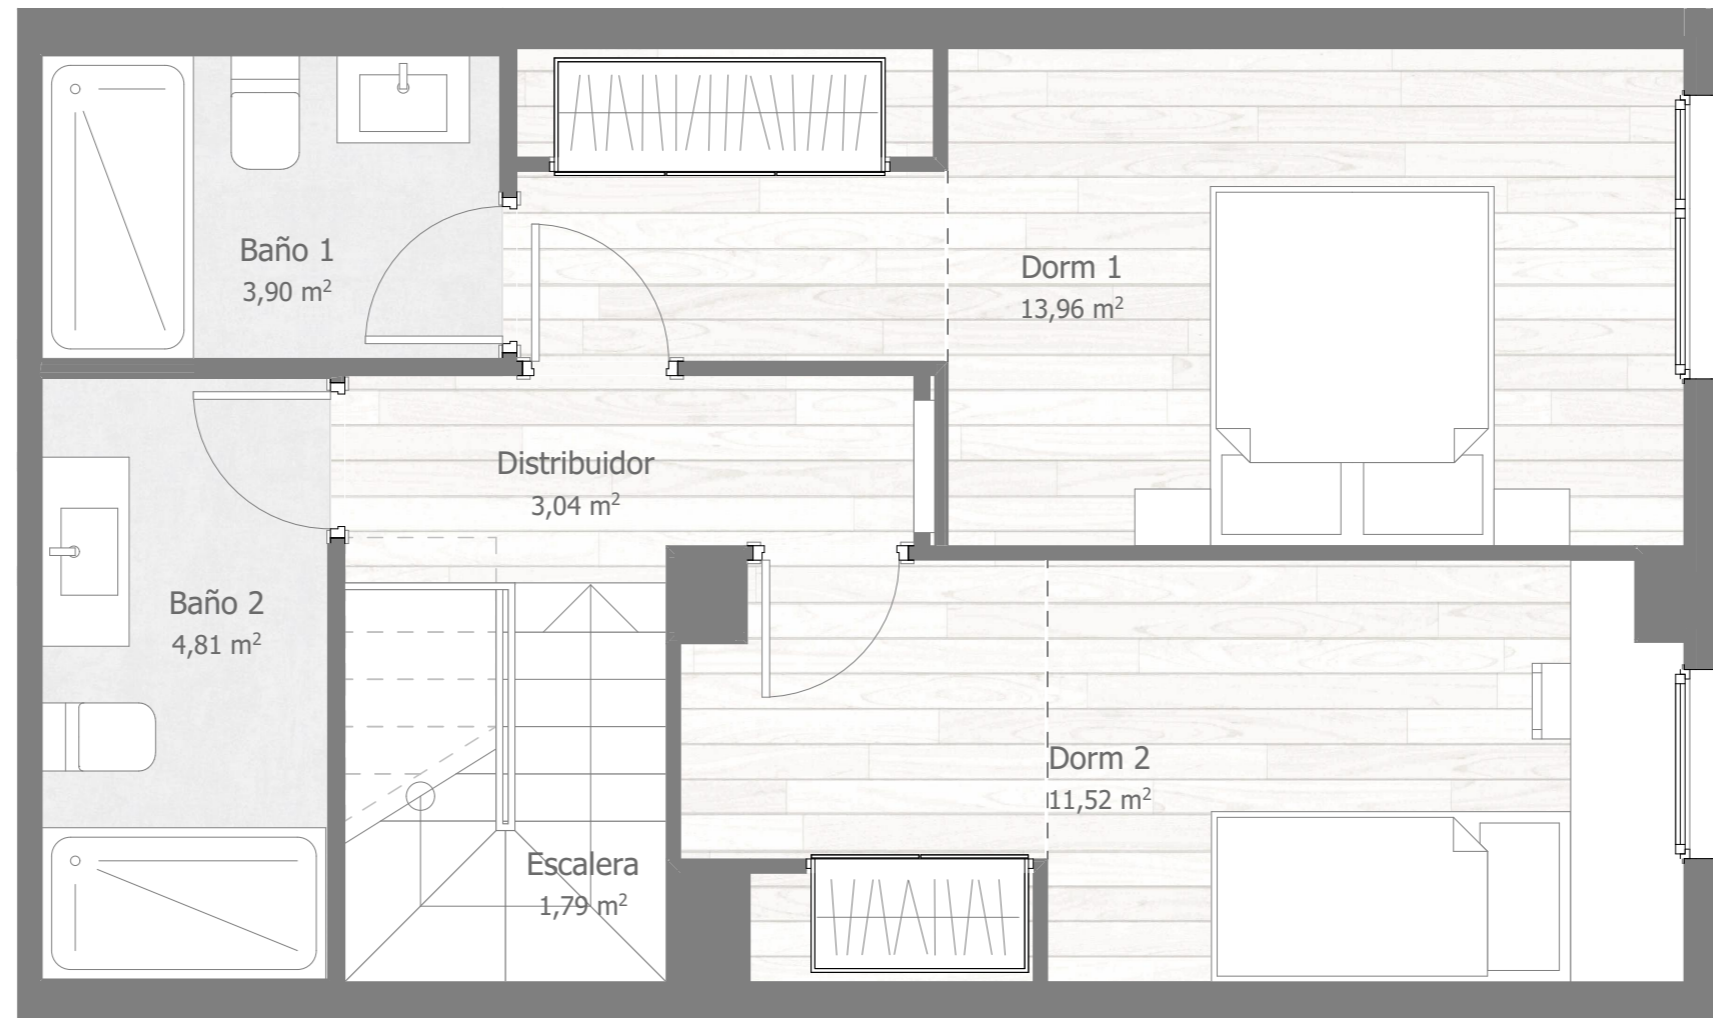 Baño 1
3,90 m²
Dorm 1
13,96 m²
Distribuidor
3,04 m²
Baño 2
4,81 m²
Dorm 2
11,52 m²
Escalera
1,79 m²